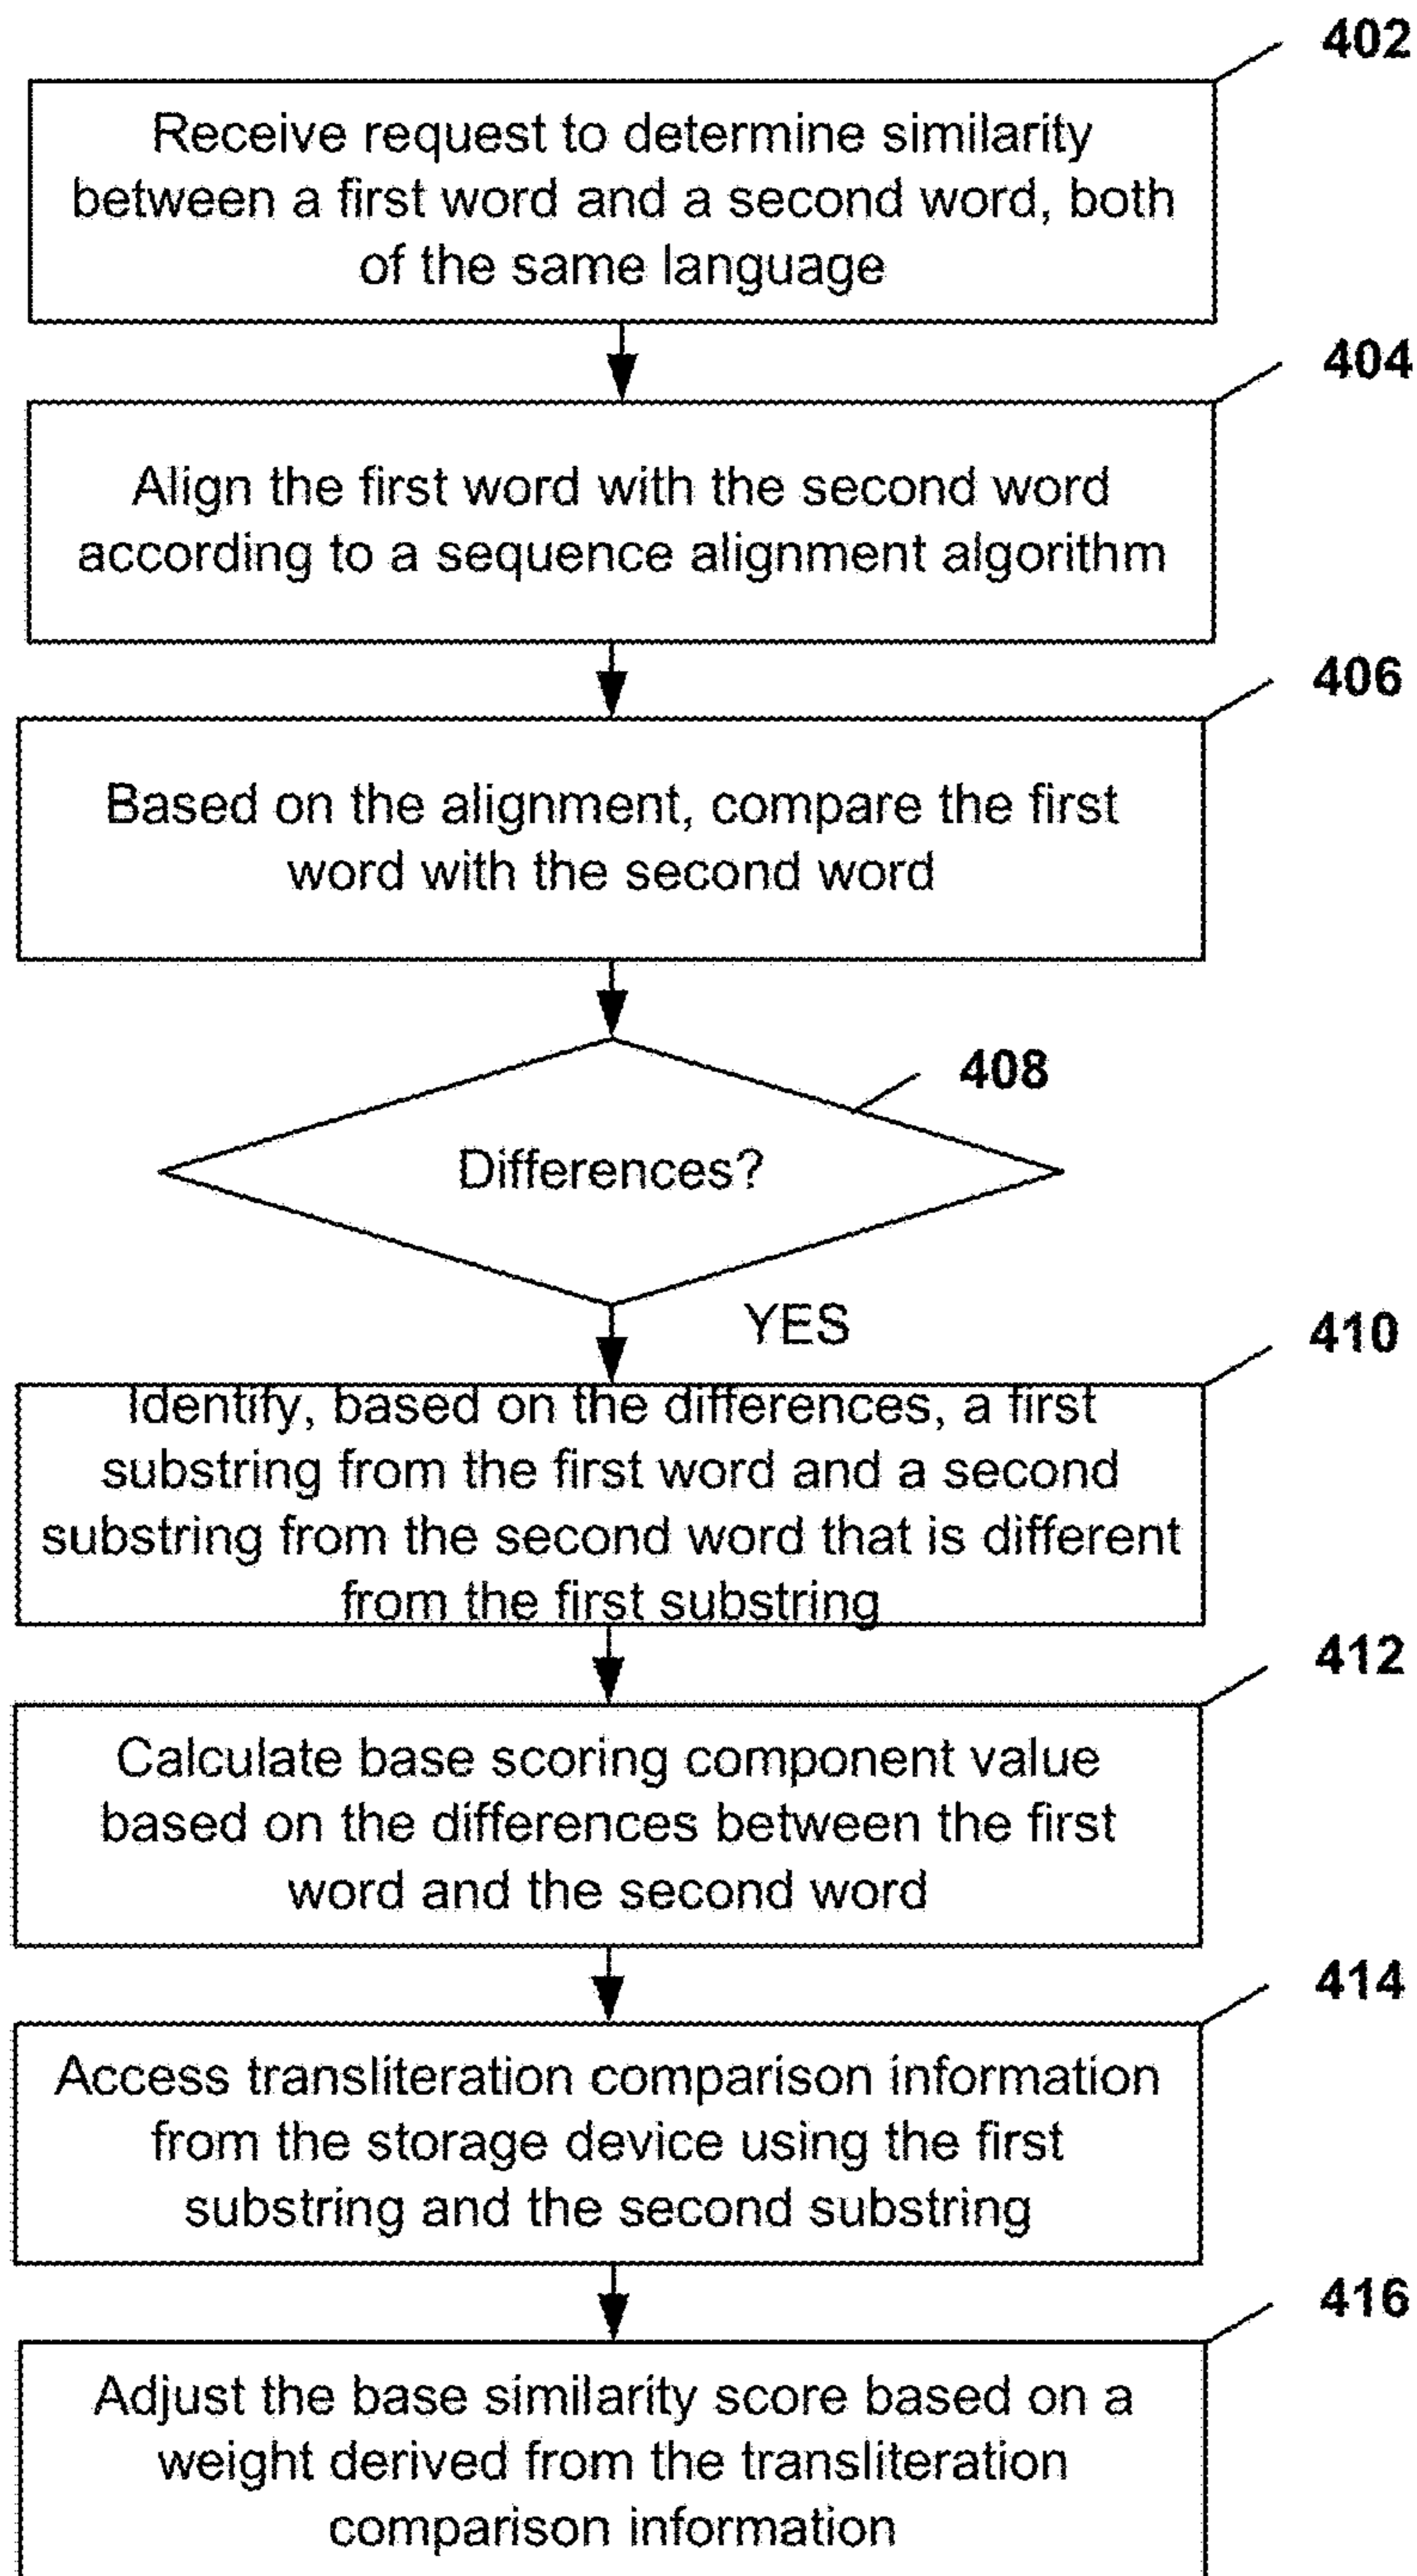 402
Receive request to determine similarity
between a first word and a second word, both
of the same language
404
Align the first word with the second word
according to a sequence alignment algorithm
406
Based on the alignment, compare the first
word with the second word
408
Differences?
YES
410
Identify, based on the differences, a first
substring from the first word and a second
substring from the second word that is different
from the first substring
412
Calculate base scoring component value
based on the differences between the first
word and the second word
414
Access transliteration comparison information
from the storage device using the first
substring and the second substring
416
Adjust the base similarity score based on a
weight derived from the transliteration
comparison information